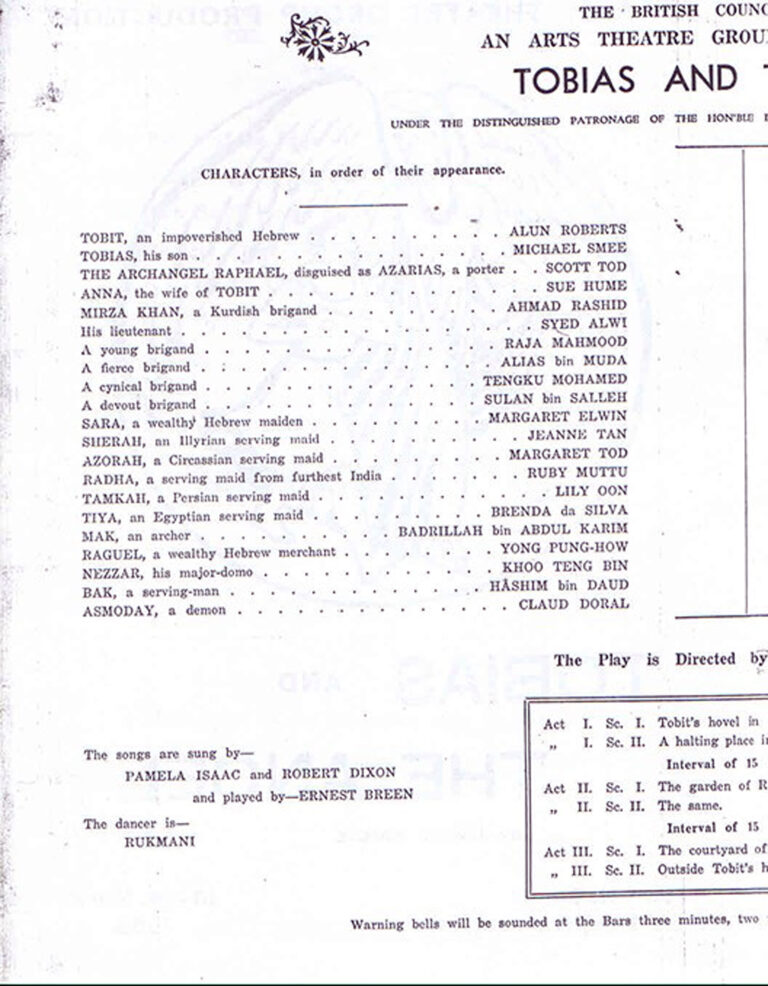 THE BRITISH COUNC
AN ARTS THEATRE GROU
TOBIAS AND T
UNDER THE DISTINGUISHED PATRONAGE OF THE HON'BLE
CHARACTERS, in order of their appearance.
TOBIT, an impoverished Hebrew . . . . . . . . . . ALUN ROBERTS
TOBIAS, his son . . . . . . . . . . . . . . . . MICHAEL SMEE
THE ARCHANGEL RAPHAEL, disguised as AZARIAS, a porter . . SCOTT TOD
ANNA, the wife of TOBIT . . . . . . . . . . . . . . SUE HUME
MIRZA KHAN, a Kurdish brigand . . . . . . . . . AHMAD RASHID
His lieutenant . . . . . . . . . . . . . . . . . . SYED ALWI
A young brigand . . . . . . . . . . . . . . . RAJA MAHMOOD
A fierce brigand . . . . . . . . . . . . . . . ALIAS bin MUDA
A cynical brigand . . . . . . . . . . . . . TENGKU MOHAMED
A devout brigand . . . . . . . . . . . . . SULAN bin SALLEH
SARA, a wealthy Hebrew maiden . . . . . . . . MARGARET ELWIN
SHERAH, an Illyrian serving maid . . . . . . . . . JEANNE TAN
AZORAH, a Circassian serving maid . . . . . . . . MARGARET TOD
RADHA, a serving maid from furthest India . . . . . . RUBY MUTTU
TAMKAH, a Persian serving maid . . . . . . . . . . . LILY OON
TIYA, an Egyptian serving maid . . . . . . . . BRENDA da SILVA
MAK, an archer . . . . . . . . . BADRILLAH bin ABDUL KARIM
RAGUEL, a wealthy Hebrew merchant . . . . . . . YONG PUNG-HOW
NEZZAR, his major-domo . . . . . . . . . . . KHOO TENG BIN
BAK, a serving-man . . . . . . . . . . . . HASHIM bin DAUD
ASMODAY, a demon . . . . . . . . . . . . . CLAUD DORAL
The Play is Directed by
Act I. Sc. I. Tobit's hovel in
„ I. Sc. II. A halting place i
Interval of 15
Act II. Sc. I. The garden of R
„ II. Sc. II. The same.
Interval of 15
Act III. Sc. I. The courtyard of
„ III. Sc. II. Outside Tobit's h
The songs are sung by—
PAMELA ISAAC and ROBERT DIXON
and played by—ERNEST BREEN
The dancer is—
RUKMANI
Warning bells will be sounded at the Bars three minutes, two